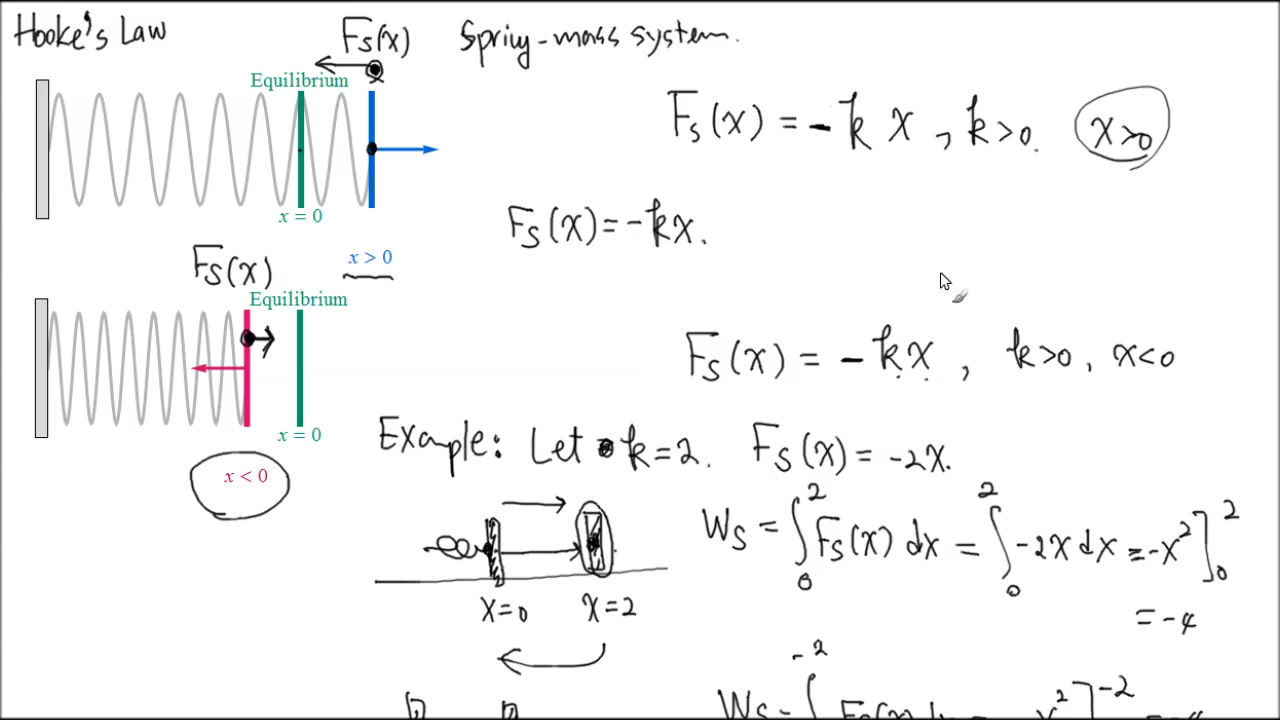 Hooke's Law
Fs(x)
Spring-mass system.
Equilibrium
x = 0
x > 0
Fs(x) = -kx, k>0.
x>0
Fs(x) = -kx.
Fs(x)
Equilibrium
x = 0
x < 0
Fs(x) = -kx, k>0, x<0
Example: Let k=2. Fs(x) = -2x.
x=0
x=2
Ws = ∫₀² Fs(x) dx = ∫₀² -2x dx = -x²]₀²
= -4